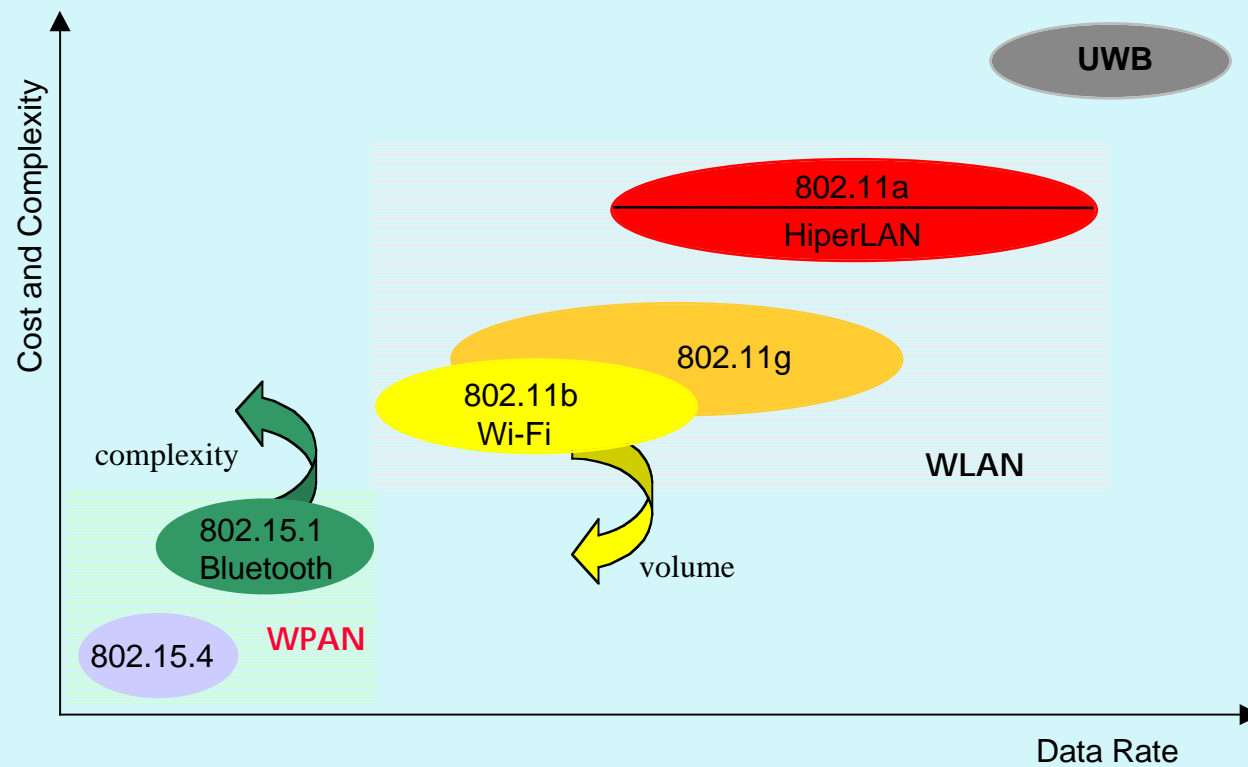 Cost and Complexity
UWB
802.11a
HiperLAN
802.11g
802.11b
Wi-Fi
complexity
WLAN
802.15.1
Bluetooth
volume
WPAN
802.15.4
Data Rate